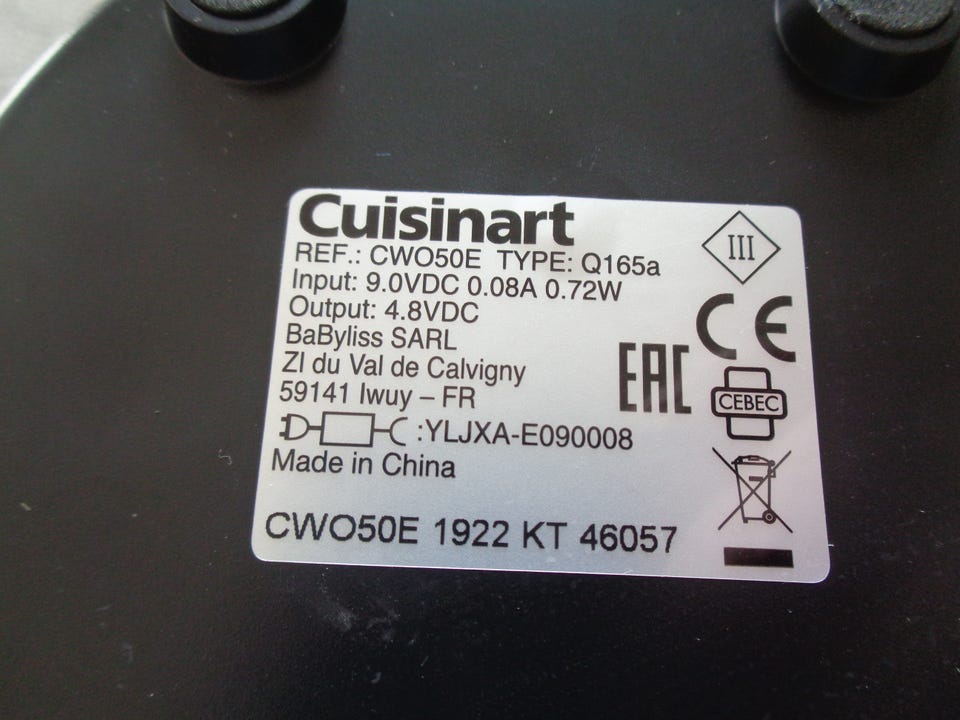 Cuisinart
REF.: CWO50E TYPE: Q165a
Input: 9.0VDC 0.08A 0.72W
Output: 4.8VDC
BaByliss SARL
ZI du Val de Calvigny
59141 Iwuy – FR
:YLJXA-E090008
Made in China
CWO50E 1922 KT 46057
III
CE
EAC
CEBEC